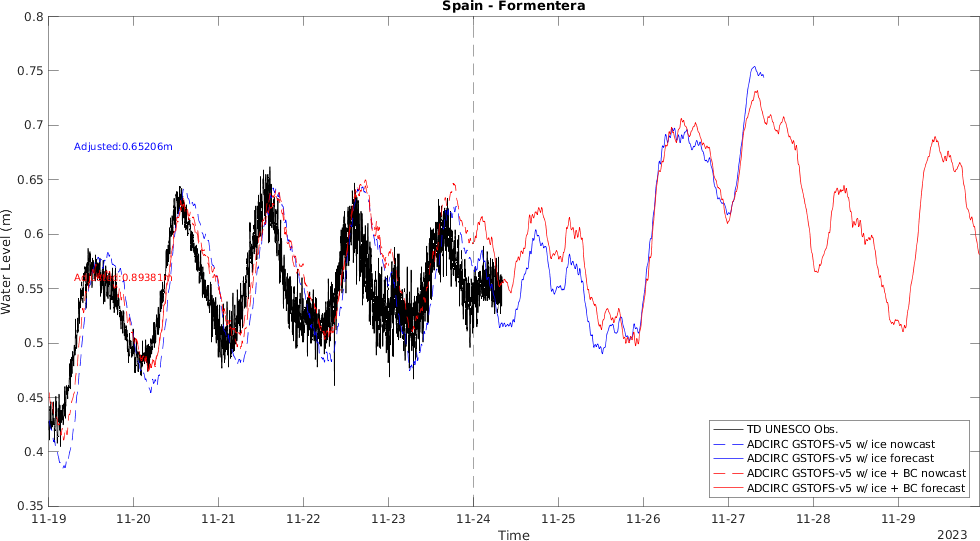 Spain - Formentera
0.8
0.75
0.7
0.65
0.6
0.55
0.5
0.45
0.4
0.35
Water Level (m)
Adjusted:0.65206m
0.89381m
TD UNESCO Obs.
ADCIRC GSTOFS-v5 w/ ice nowcast
ADCIRC GSTOFS-v5 w/ ice forecast
ADCIRC GSTOFS-v5 w/ ice + BC nowcast
ADCIRC GSTOFS-v5 w/ ice + BC forecast
11-19 11-20 11-21 11-22 11-23 11-24 11-25 11-26 11-27 11-28 11-29
Time
2023